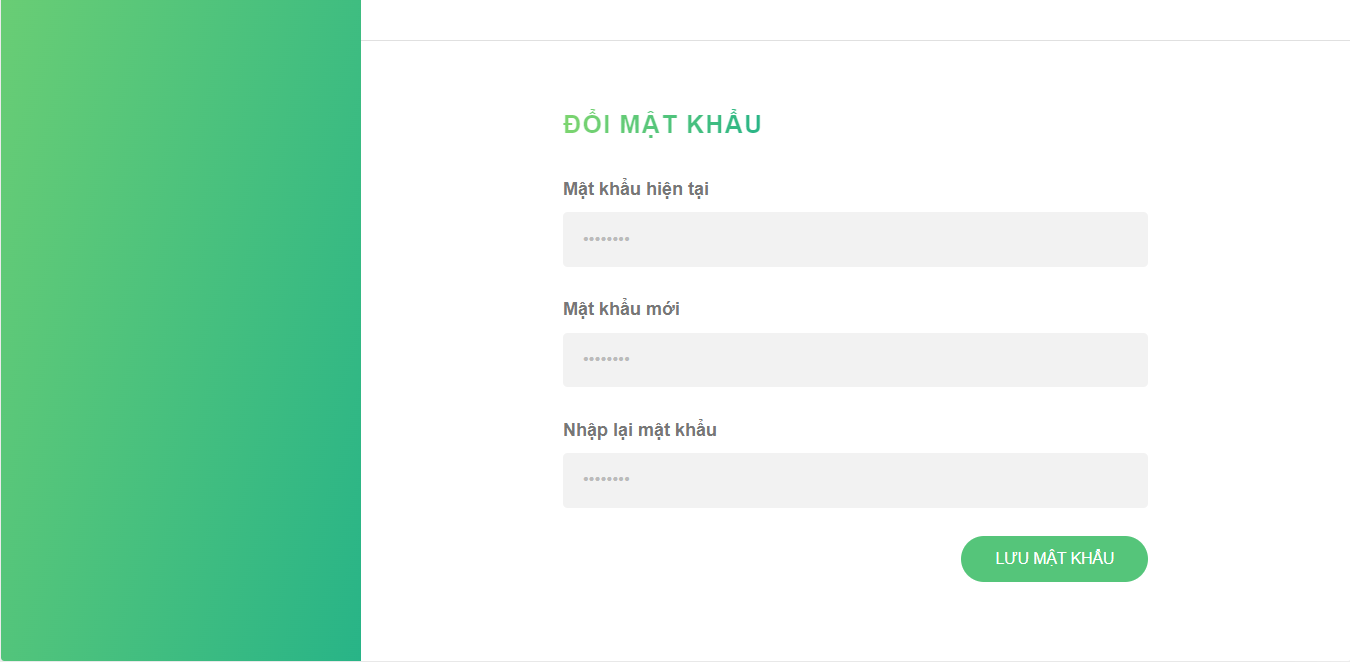 ĐỔI MẬT KHẨU
Mật khẩu hiện tại
••••••••
Mật khẩu mới
••••••••
Nhập lại mật khẩu
••••••••
LƯU MẬT KHẨU